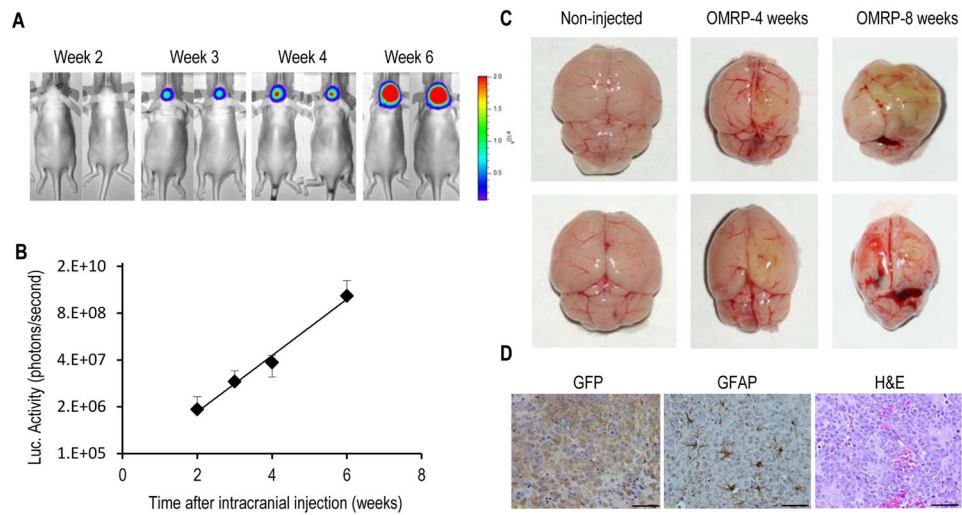 A
Week 2 Week 3 Week 4 Week 6
2.0
1.5
1.0
0.5
B
2.E+10
8.E+08
4.E+07
2.E+06
1.E+05
Luc. Activity (photons/second)
0 2 4 6 8
Time after intracranial injection (weeks)
C
Non-injected OMRP-4 weeks OMRP-8 weeks
D
GFP GFAP H&E